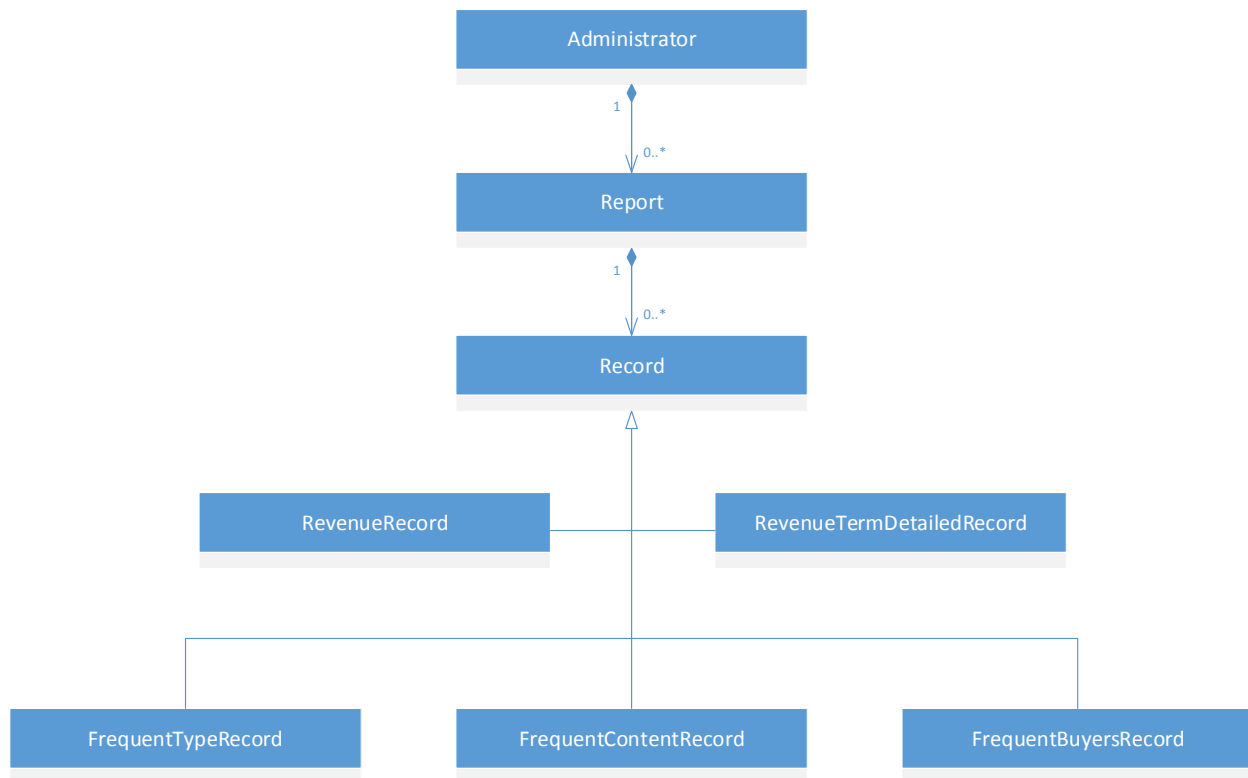 Administrator
1
0..*
Report
1
0..*
Record
RevenueRecord
RevenueTermDetailedRecord
FrequentTypeRecord
FrequentContentRecord
FrequentBuyersRecord